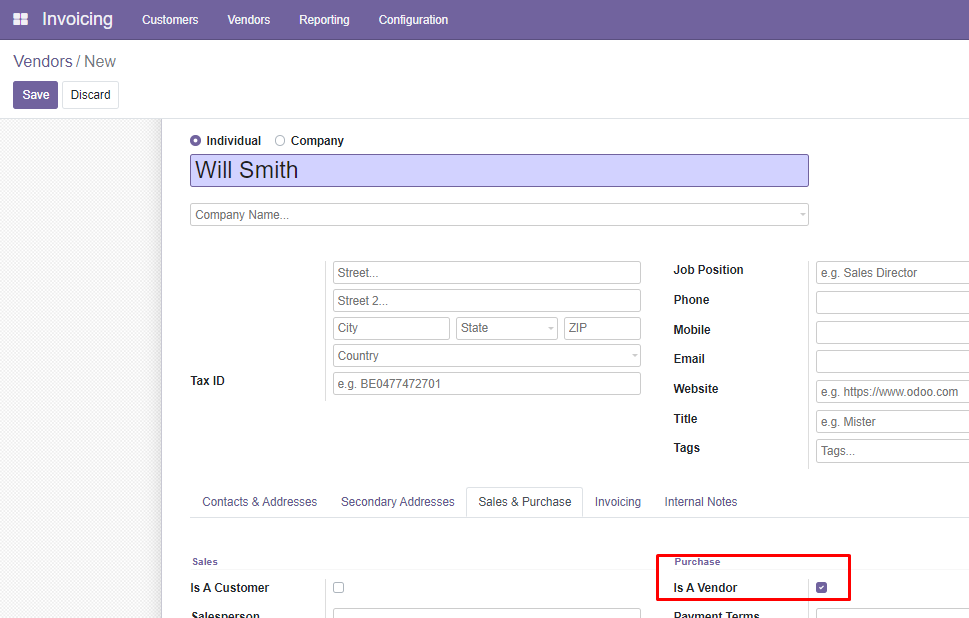 Invoicing Customers Vendors Reporting Configuration
Vendors / New
Save Discard
Individual Company
Will Smith
Company Name...
Street... Job Position e.g. Sales Director
Street 2... Phone
City State ZIP Mobile
Country Email
Tax ID e.g. BE0477472701 Website e.g. https://www.odoo.com
Title e.g. Mister
Tags Tags...
Contacts & Addresses Secondary Addresses Sales & Purchase Invoicing Internal Notes
Sales Purchase
Is A Customer Is A Vendor
Salesperson Payment Terms